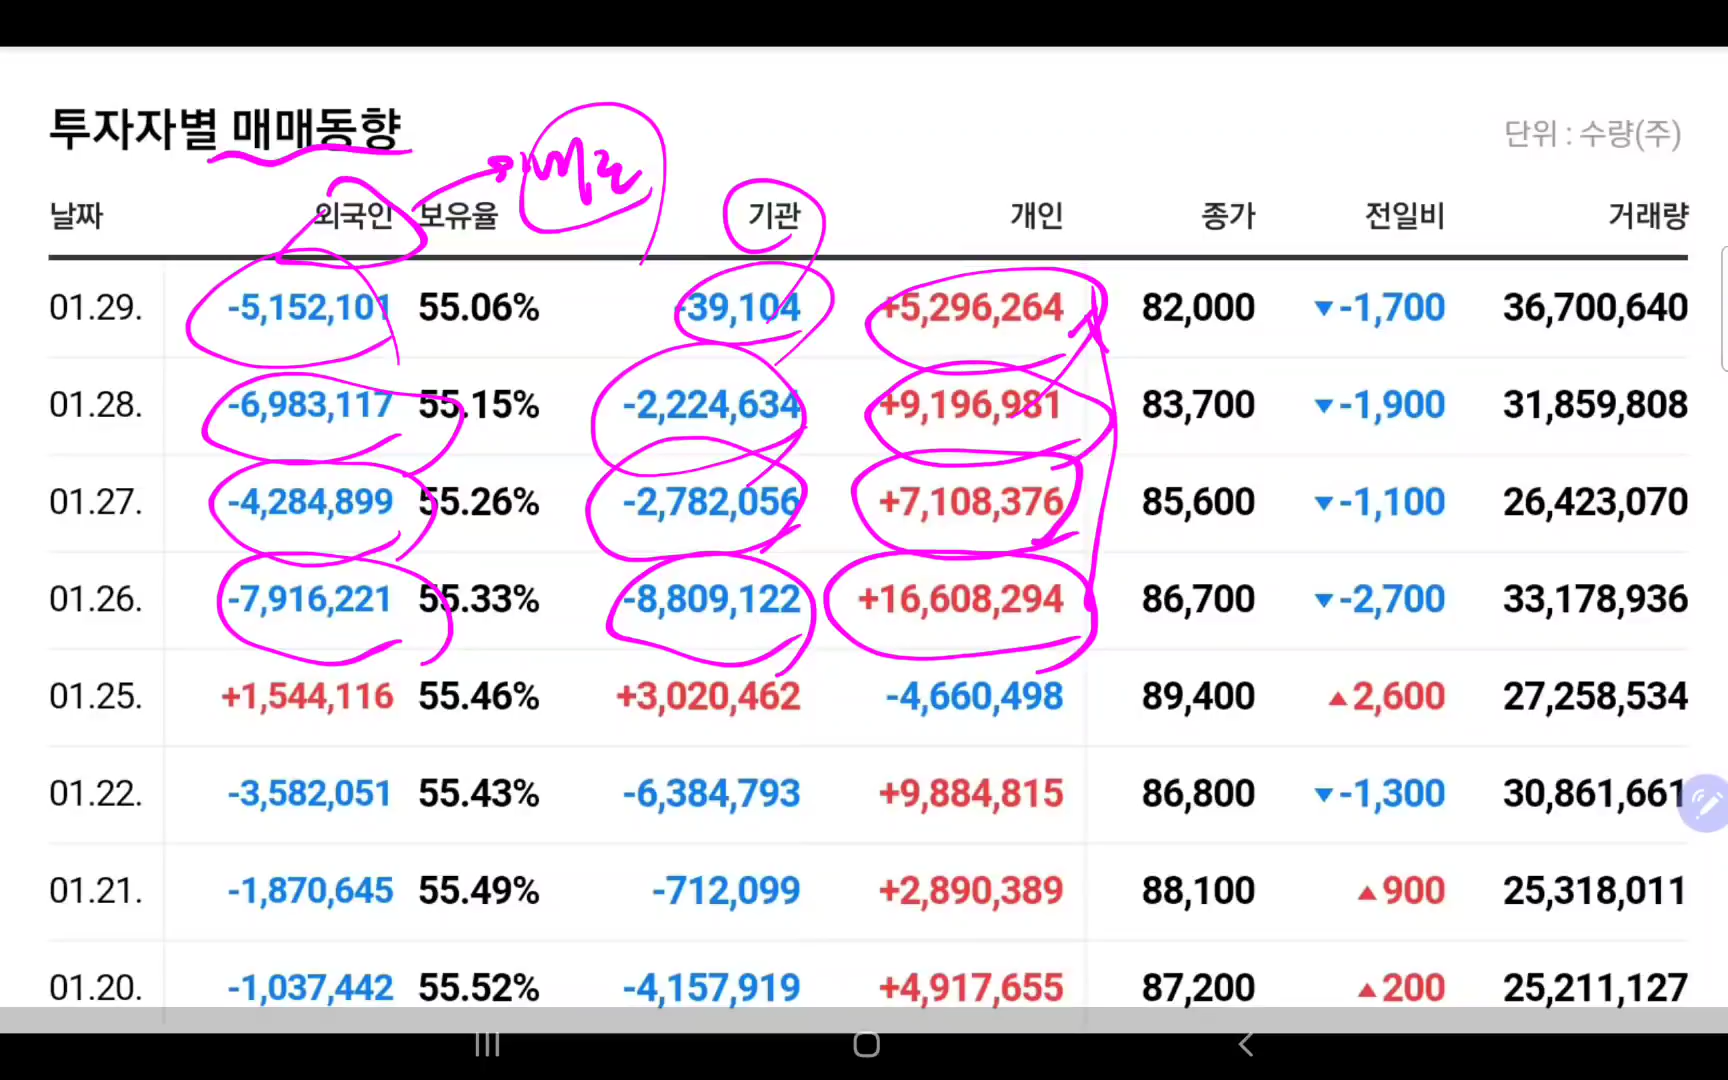 투자자별 매매동향
단위 : 수량(주)
매도
날짜 외국인 보유율 기관 개인 종가 전일비 거래량
01.29. -5,152,101 55.06% -39,104 +5,296,264 82,000 ▼-1,700 36,700,640
01.28. -6,983,117 55.15% -2,224,634 +9,196,981 83,700 ▼-1,900 31,859,808
01.27. -4,284,899 55.26% -2,782,056 +7,108,376 85,600 ▼-1,100 26,423,070
01.26. -7,916,221 55.33% -8,809,122 +16,608,294 86,700 ▼-2,700 33,178,936
01.25. +1,544,116 55.46% +3,020,462 -4,660,498 89,400 ▲2,600 27,258,534
01.22. -3,582,051 55.43% -6,384,793 +9,884,815 86,800 ▼-1,300 30,861,661
01.21. -1,870,645 55.49% -712,099 +2,890,389 88,100 ▲900 25,318,011
01.20. -1,037,442 55.52% -4,157,919 +4,917,655 87,200 ▲200 25,211,127